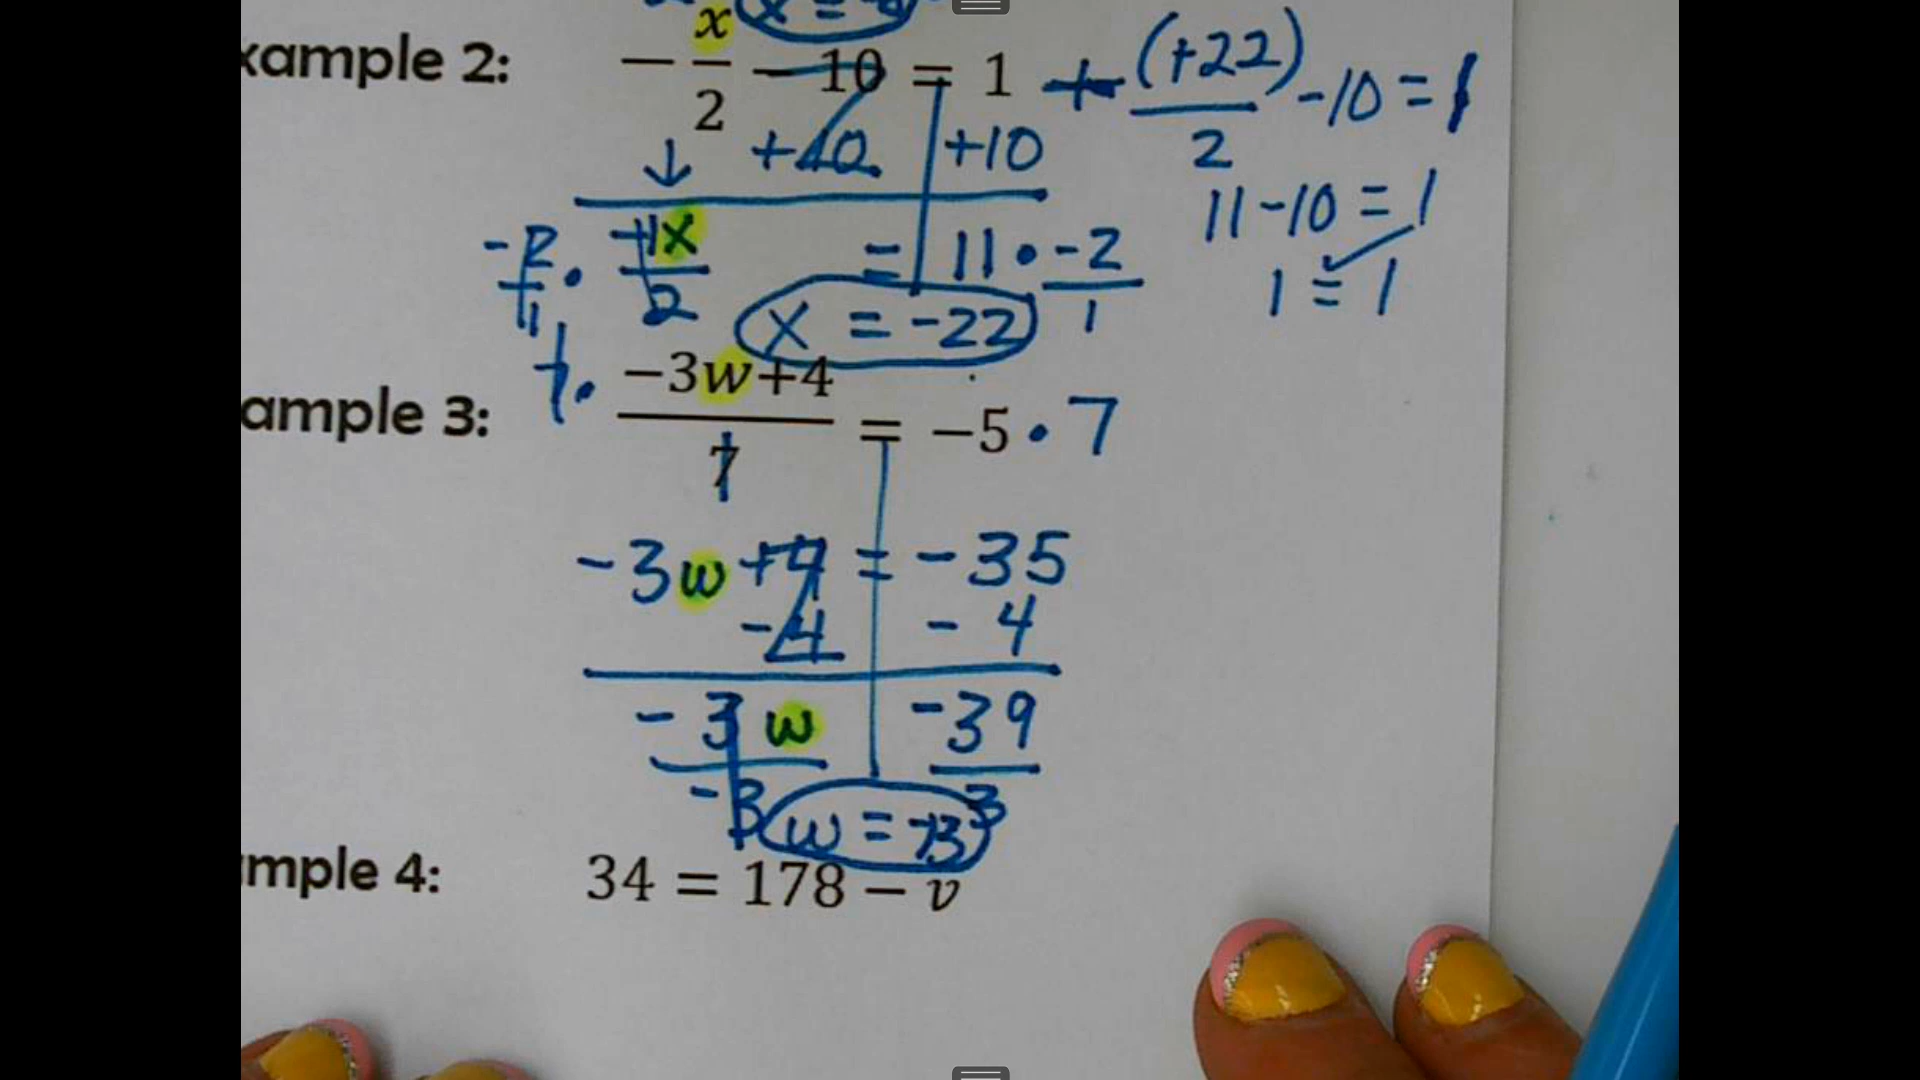 x = -
xample 2: −x/2 − 10 = 1 +(+22)/2 -10 = 1
+10 +10
11-10 = 1
-2/1 • -1x/2 = 11 • -2/1
1 = 1
x = -22
ample 3: 7 • −3w+4/7 = −5 • 7
-3w +4 = -35
-4 - 4
-3w -39
-3 3
w = -13
mple 4: 34 = 178 − v